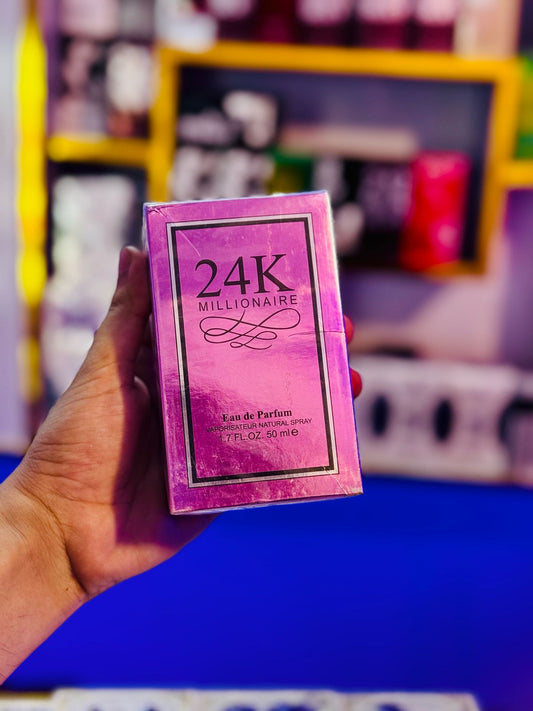 24K
MILLIONAIRE
Eau de Parfum
VAPORISATEUR NATURAL SPRAY
1.7 FL-OZ. 50 ml e